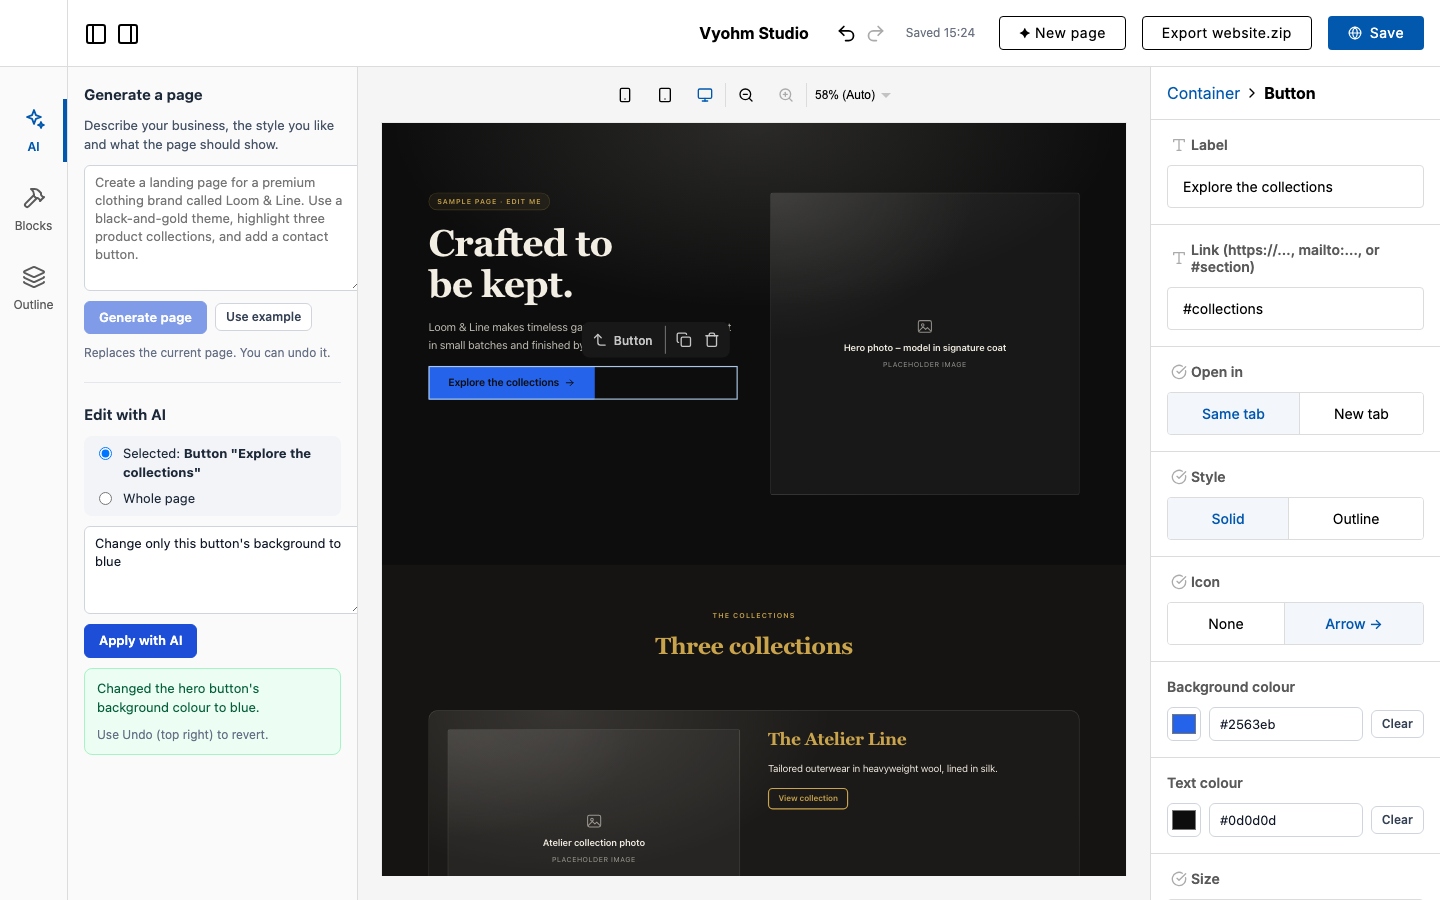 Vyohm Studio
Saved 15:24
✦ New page
Export website.zip
Save
AI
Blocks
Outline
Generate a page
Describe your business, the style you like
and what the page should show.
Create a landing page for a premium
clothing brand called Loom & Line. Use a
black-and-gold theme, highlight three
product collections, and add a contact
button.
Generate page
Use example
Replaces the current page. You can undo it.
Edit with AI
Selected: Button "Explore the
collections"
Whole page
Change only this button's background to
blue
Apply with AI
Changed the hero button's
background colour to blue.
Use Undo (top right) to revert.
58% (Auto)
SAMPLE PAGE · EDIT ME
Crafted to
be kept.
Loom & Line makes timeless
in small batches and finished by
Button
Explore the collections →
Hero photo – model in signature coat
PLACEHOLDER IMAGE
THE COLLECTIONS
Three collections
Atelier collection photo
PLACEHOLDER IMAGE
The Atelier Line
Tailored outerwear in heavyweight wool, lined in silk.
View collection
Container > Button
Label
Explore the collections
Link (https://..., mailto:..., or
#section)
#collections
Open in
Same tab
New tab
Style
Solid
Outline
Icon
None
Arrow →
Background colour
#2563eb
Clear
Text colour
#0d0d0d
Clear
Size